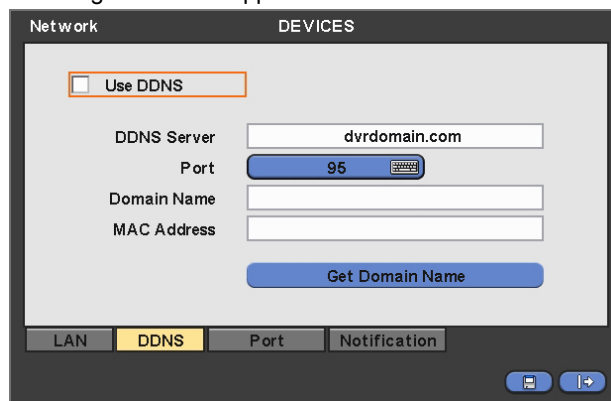 Network DEVICES
Use DDNS
DDNS Server dvrdomain.com
Port 95
Domain Name
MAC Address
Get Domain Name
LAN DDNS Port Notification